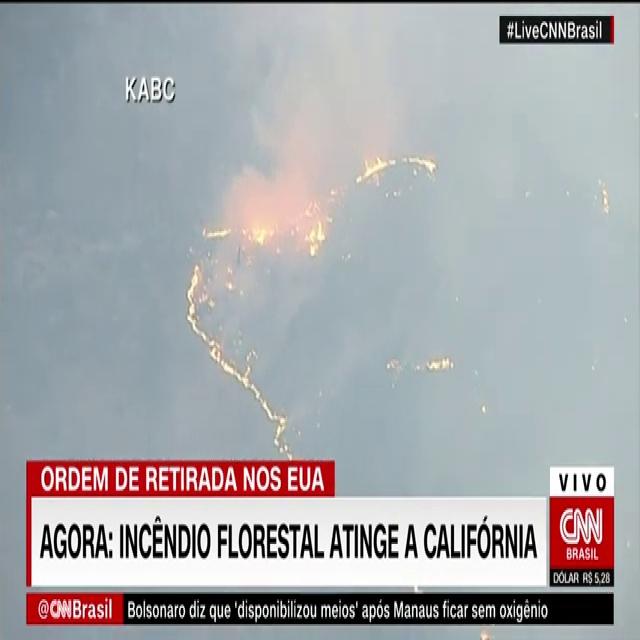 #LiveCNNBrasil
KABC
ORDEM DE RETIRADA NOS EUA
VIVO
AGORA: INCÊNDIO FLORESTAL ATINGE A CALIFÓRNIA
CNN
BRASIL
DÓLAR R$ 5,28
@CNNBrasil Bolsonaro diz que 'disponibilizou meios' após Manaus ficar sem oxigênio